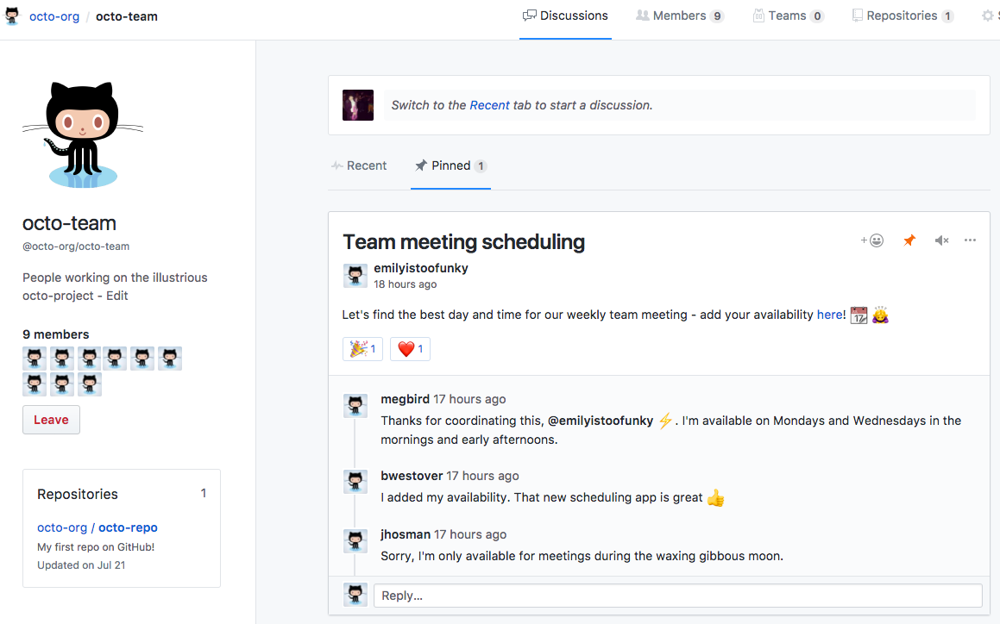 octo-org / octo-team
Discussions
Members 9
Teams 0
Repositories 1
Switch to the Recent tab to start a discussion.
Recent
Pinned 1
octo-team
@octo-org/octo-team
People working on the illustrious
octo-project - Edit
9 members
Leave
Repositories 1
octo-org / octo-repo
My first repo on GitHub!
Updated on Jul 21
Team meeting scheduling
emilyistoofunky
18 hours ago
Let's find the best day and time for our weekly team meeting - add your availability here! 📆 🙇
🎉 1 ❤️ 1
megbird 17 hours ago
Thanks for coordinating this, @emilyistoofunky ⚡. I'm available on Mondays and Wednesdays in the
mornings and early afternoons.
bwestover 17 hours ago
I added my availability. That new scheduling app is great 👍
jhosman 17 hours ago
Sorry, I'm only available for meetings during the waxing gibbous moon.
Reply...